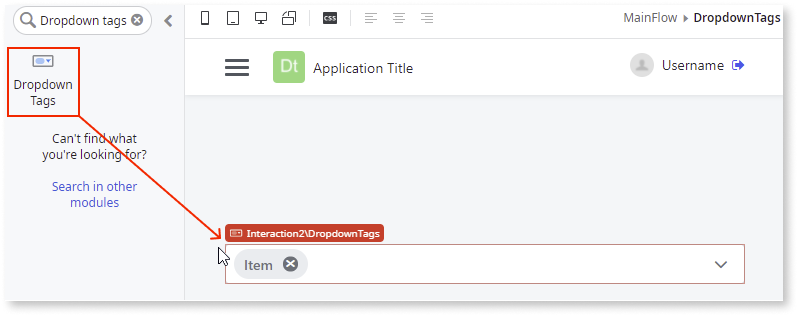 Dropdown tags
CSS
MainFlow DropdownTags
Dropdown
Tags
Can't find what
you're looking for?
Search in other
modules
Dt
Application Title
Username
Interaction2\DropdownTags
Item